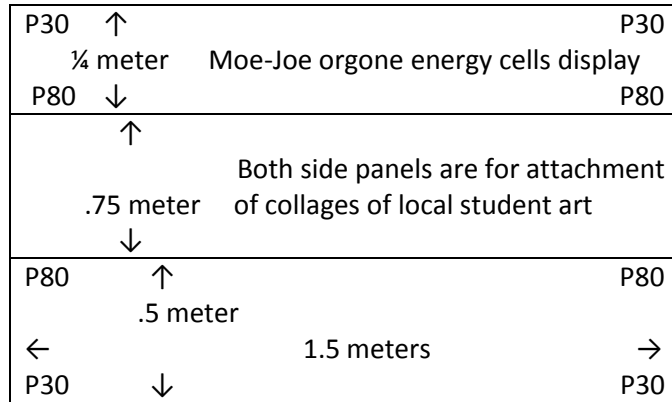 P30 ↑ P30
¼ meter Moe-Joe orgone energy cells display
P80 ↓ P80
↑
Both side panels are for attachment
.75 meter of collages of local student art
↓
P80 ↑ P80
.5 meter
← 1.5 meters →
P30 ↓ P30